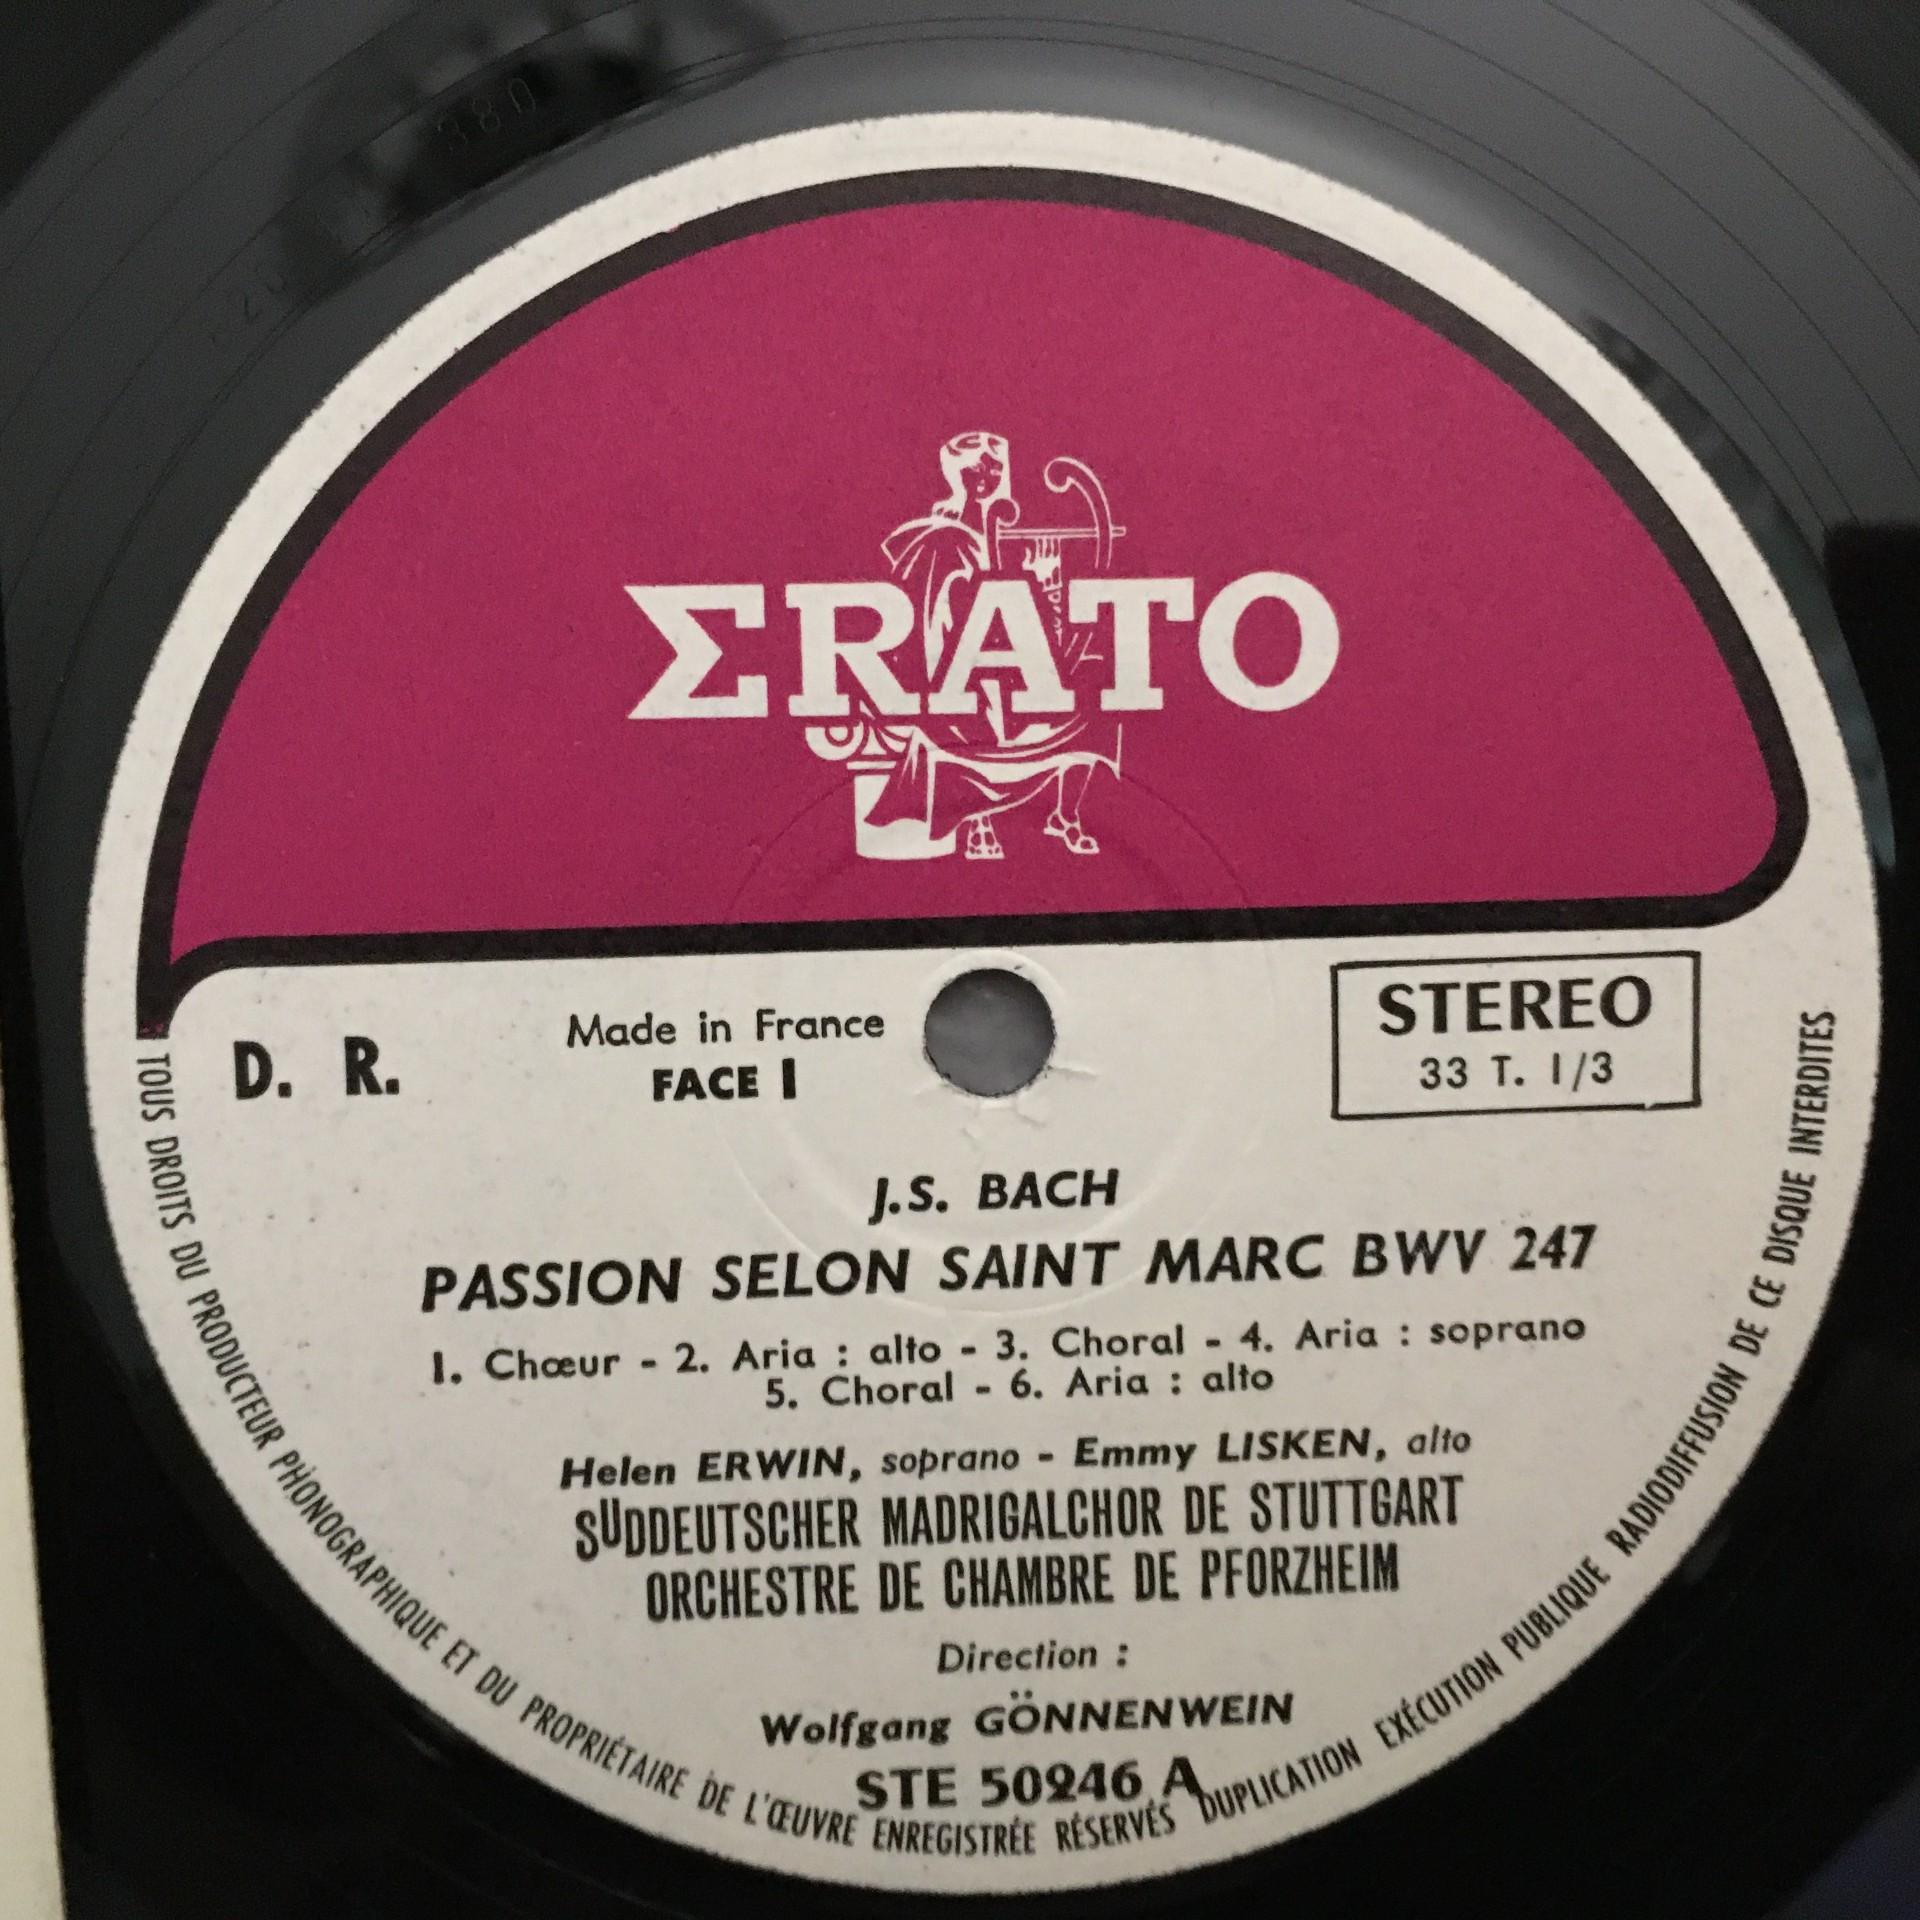 380
ΣRATO
D. R.
Made in France
FACE I
STEREO
33 T. 1/3
J.S. BACH
PASSION SELON SAINT MARC BWV 247
1. Chœur - 2. Aria : alto - 3. Choral - 4. Aria : soprano
5. Choral - 6. Aria : alto
Helen ERWIN, soprano - Emmy LISKEN, alto
SUDDEUTSCHER MADRIGALCHOR DE STUTTGART
ORCHESTRE DE CHAMBRE DE PFORZHEIM
Direction :
Wolfgang GÖNNENWEIN
STE 50246 A
TOUS DROITS DU PRODUCTEUR PHONOGRAPHIQUE ET DU PROPRIÉTAIRE DE L'ŒUVRE ENREGISTRÉE RÉSERVÉS DUPLICATION EXÉCUTION PUBLIQUE RADIODIFFUSION DE CE DISQUE INTERDITES